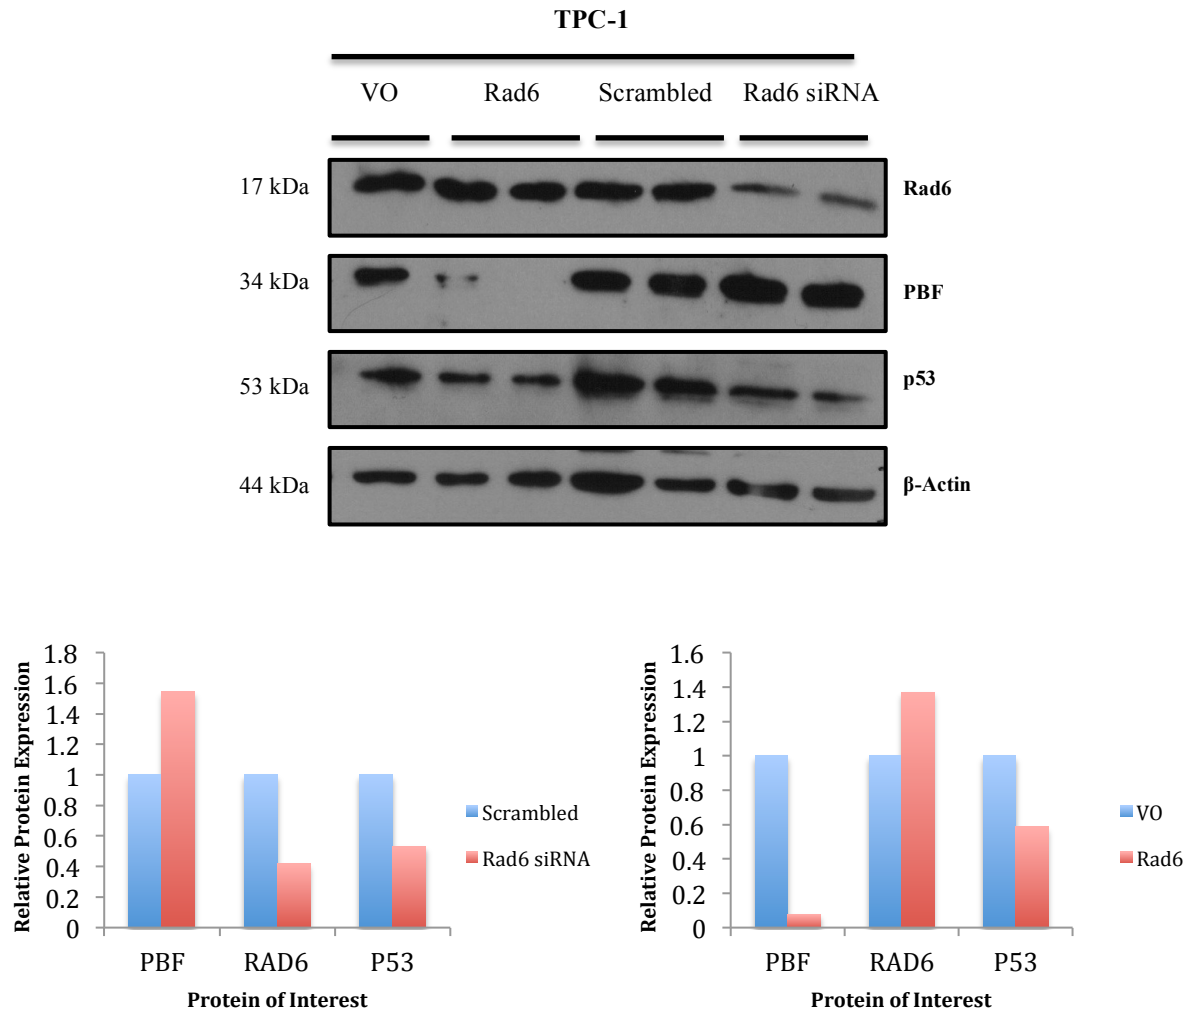 TPC-1
VO Rad6 Scrambled Rad6 siRNA
17 kDa Rad6
34 kDa PBF
53 kDa p53
44 kDa β-Actin
Relative Protein Expression
1.8
1.6
1.4
1.2
1
0.8
0.6
0.4
0.2
0
PBF RAD6 P53
Protein of Interest
Scrambled
Rad6 siRNA
Relative Protein Expression
1.6
1.4
1.2
1
0.8
0.6
0.4
0.2
0
PBF RAD6 P53
Protein of Interest
VO
Rad6